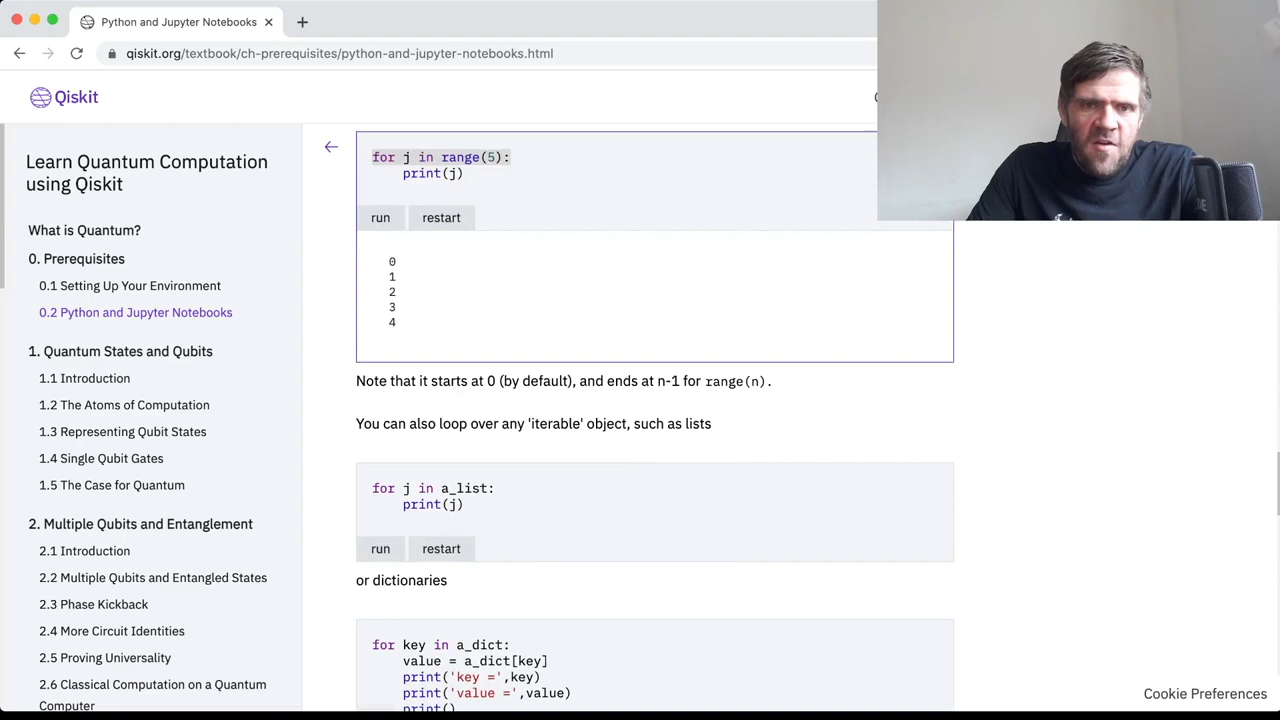 Python and Jupyter Notebooks
qiskit.org/textbook/ch-prerequisites/python-and-jupyter-notebooks.html
Qiskit
Learn Quantum Computation
using Qiskit
What is Quantum?
0. Prerequisites
0.1 Setting Up Your Environment
0.2 Python and Jupyter Notebooks
1. Quantum States and Qubits
1.1 Introduction
1.2 The Atoms of Computation
1.3 Representing Qubit States
1.4 Single Qubit Gates
1.5 The Case for Quantum
2. Multiple Qubits and Entanglement
2.1 Introduction
2.2 Multiple Qubits and Entangled States
2.3 Phase Kickback
2.4 More Circuit Identities
2.5 Proving Universality
2.6 Classical Computation on a Quantum
Computer
for j in range(5):
print(j)
run restart
0
1
2
3
4
Note that it starts at 0 (by default), and ends at n-1 for range(n).
You can also loop over any 'iterable' object, such as lists
for j in a_list:
print(j)
run restart
or dictionaries
for key in a_dict:
value = a_dict[key]
print('key =',key)
print('value =',value)
print()
Cookie Preferences